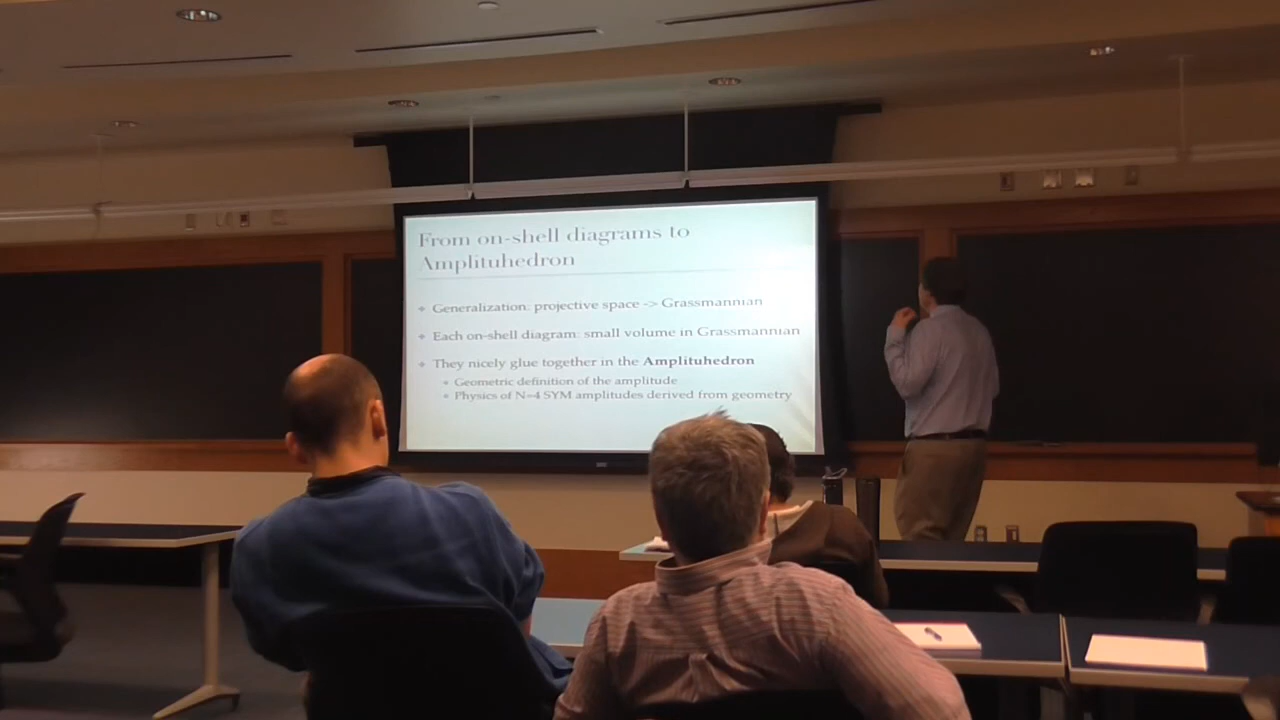 From on-shell diagrams to
Amplituhedron
Generalization: projective space -> Grassmannian
Each on-shell diagram: small volume in Grassmannian
They nicely glue together in the Amplituhedron
Geometric definition of the amplitude
Physics of N=4 SYM amplitudes derived from geometry